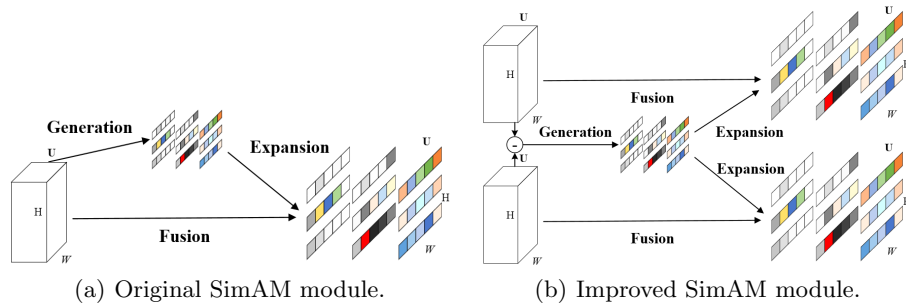 U
Generation
U
Expansion
H
H
Fusion
W
W
(a) Original SimAM module.
U
H
Fusion
W
U
Generation
Expansion
-
U
Expansion
U
H
Fusion
W
W
(b) Improved SimAM module.